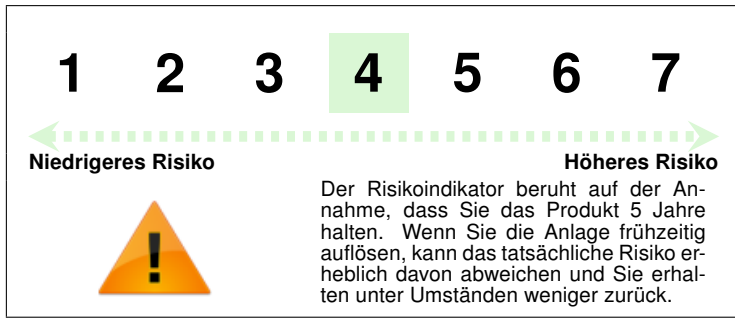 1 2 3 4 5 6 7
Niedrigeres Risiko Höheres Risiko
Der Risikoindikator beruht auf der An-
nahme, dass Sie das Produkt 5 Jahre
halten. Wenn Sie die Anlage frühzeitig
auflösen, kann das tatsächliche Risiko er-
heblich davon abweichen und Sie erhal-
ten unter Umständen weniger zurück.
!